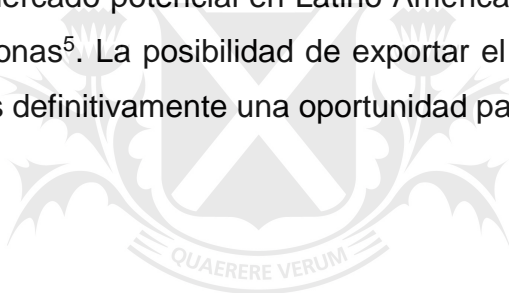 mercado potencial en Latino América
onas⁵. La posibilidad de exportar el
s definitivamente una oportunidad pa
QUAERERE VERUM